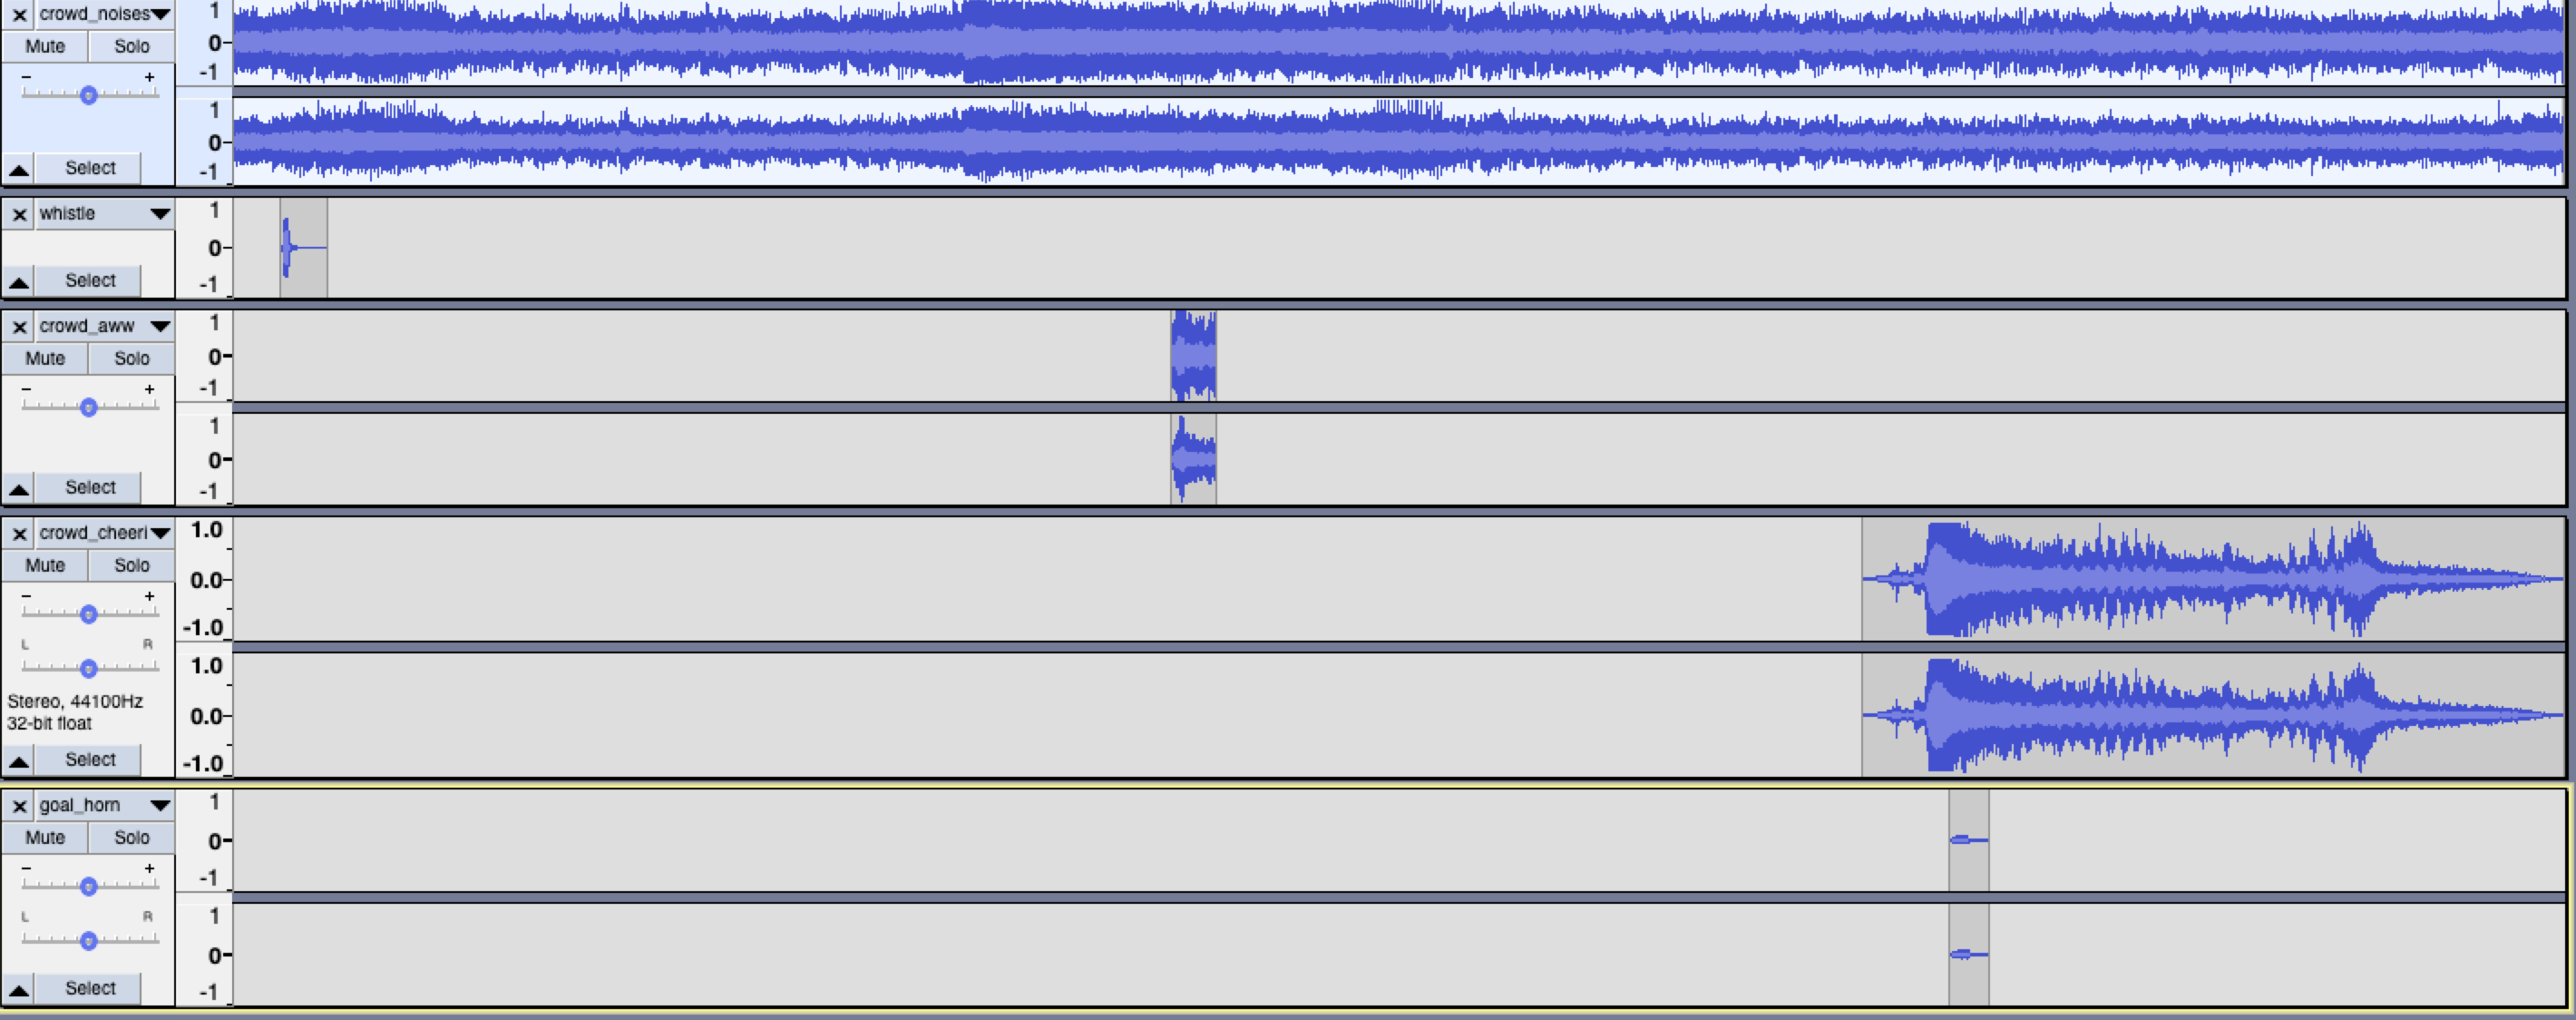 crowd_noises
Mute Solo
- +
Select
1
0
-1
1
0
-1
whistle
Select
1
0
-1
crowd_aww
Mute Solo
- +
Select
1
0
-1
1
0
-1
crowd_cheeri
Mute Solo
- +
L R
Stereo, 44100Hz
32-bit float
Select
1.0
0.0
-1.0
1.0
0.0
-1.0
goal_horn
Mute Solo
- +
L R
Select
1
0
-1
1
0
-1